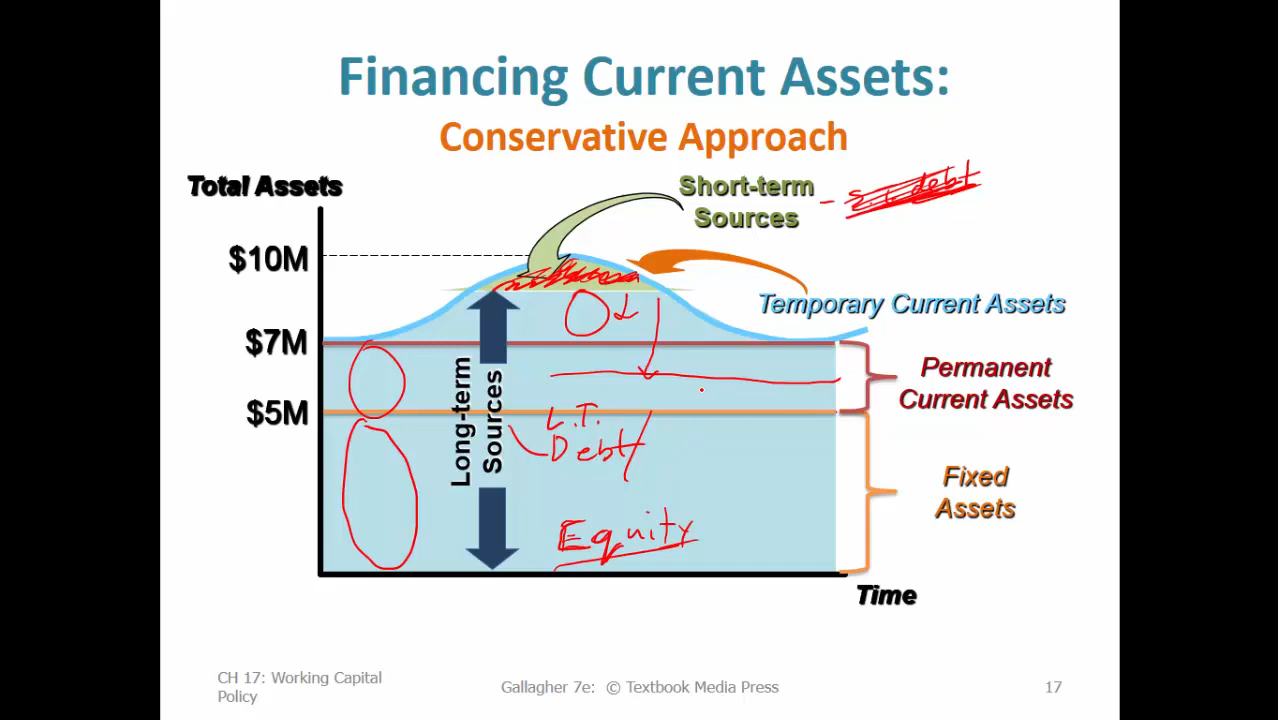 Financing Current Assets:
Conservative Approach
Total Assets
Short-term
Sources
- S.T. debt
$10M
Temporary Current Assets
$7M
Permanent
Current Assets
$5M
Long-term
Sources
L.T.
Debt
Fixed
Assets
Equity
Time
CH 17: Working Capital
Policy
Gallagher 7e: © Textbook Media Press
17